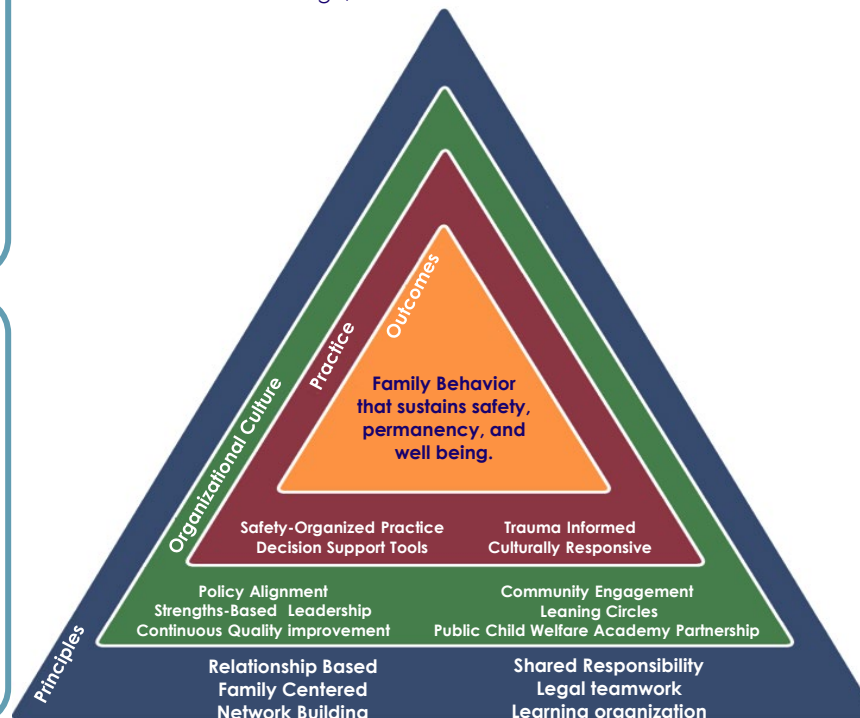 Outcomes
Family Behavior
that sustains safety,
permanency, and
well being.
Practice
Safety-Organized Practice
Decision Support Tools
Trauma Informed
Culturally Responsive
Organizational Culture
Policy Alignment
Strengths-Based Leadership
Continuous Quality improvement
Community Engagement
Leaning Circles
Public Child Welfare Academy Partnership
Principles
Relationship Based
Family Centered
Network Building
Shared Responsibility
Legal teamwork
Learning organization